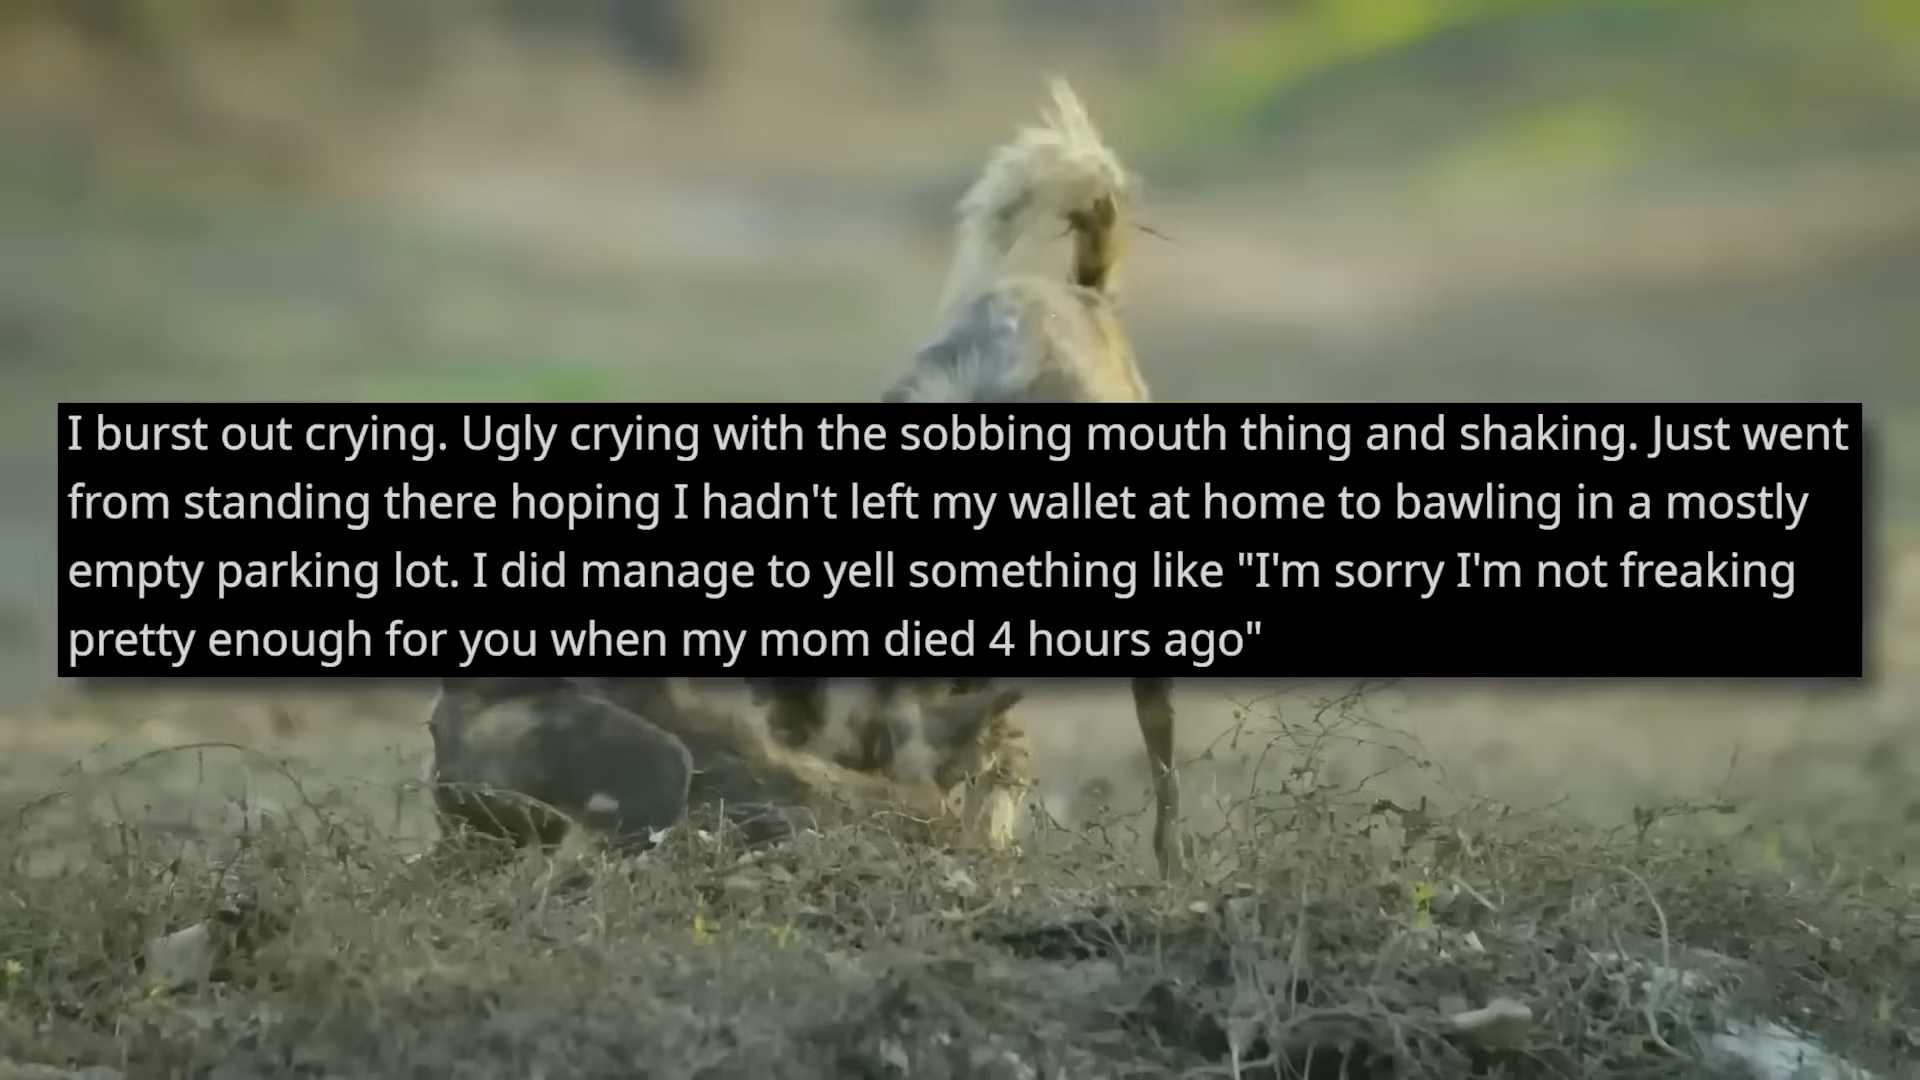 I burst out crying. Ugly crying with the sobbing mouth thing and shaking. Just went
from standing there hoping I hadn't left my wallet at home to bawling in a mostly
empty parking lot. I did manage to yell something like "I'm sorry I'm not freaking
pretty enough for you when my mom died 4 hours ago"